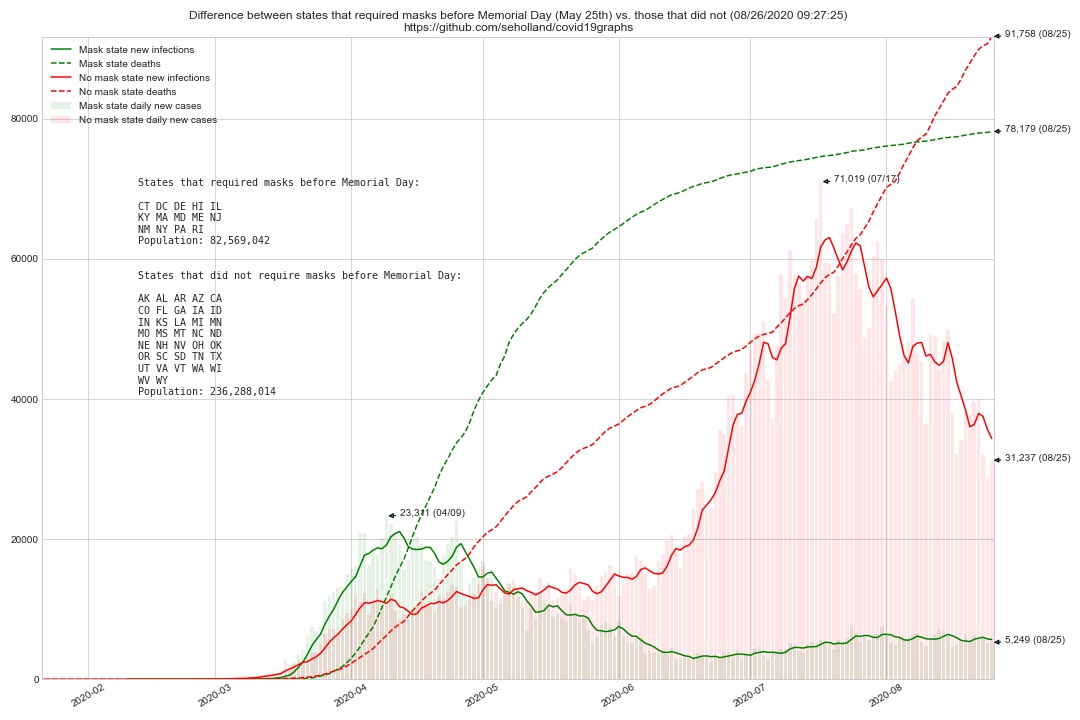 Difference between states that required masks before Memorial Day (May 25th) vs. those that did not (08/26/2020 09:27:25)
https://github.com/seholland/covid19graphs
Mask state new infections
Mask state deaths
No mask state new infections
No mask state deaths
Mask state daily new cases
No mask state daily new cases
91,758 (08/25)
78,179 (08/25)
71,019 (07/17)
31,237 (08/25)
23,311 (04/09)
5,249 (08/25)
States that required masks before Memorial Day:
CT DC DE HI IL
KY MA MD ME NJ
NM NY PA RI
Population: 82,569,042
States that did not require masks before Memorial Day:
AK AL AR AZ CA
CO FL GA IA ID
IN KS LA MI MN
MO MS MT NC ND
NE NH NV OH OK
OR SC SD TN TX
UT VA VT WA WI
WV WY
Population: 236,288,014
80000
60000
40000
20000
0
2020-02
2020-03
2020-04
2020-05
2020-06
2020-07
2020-08